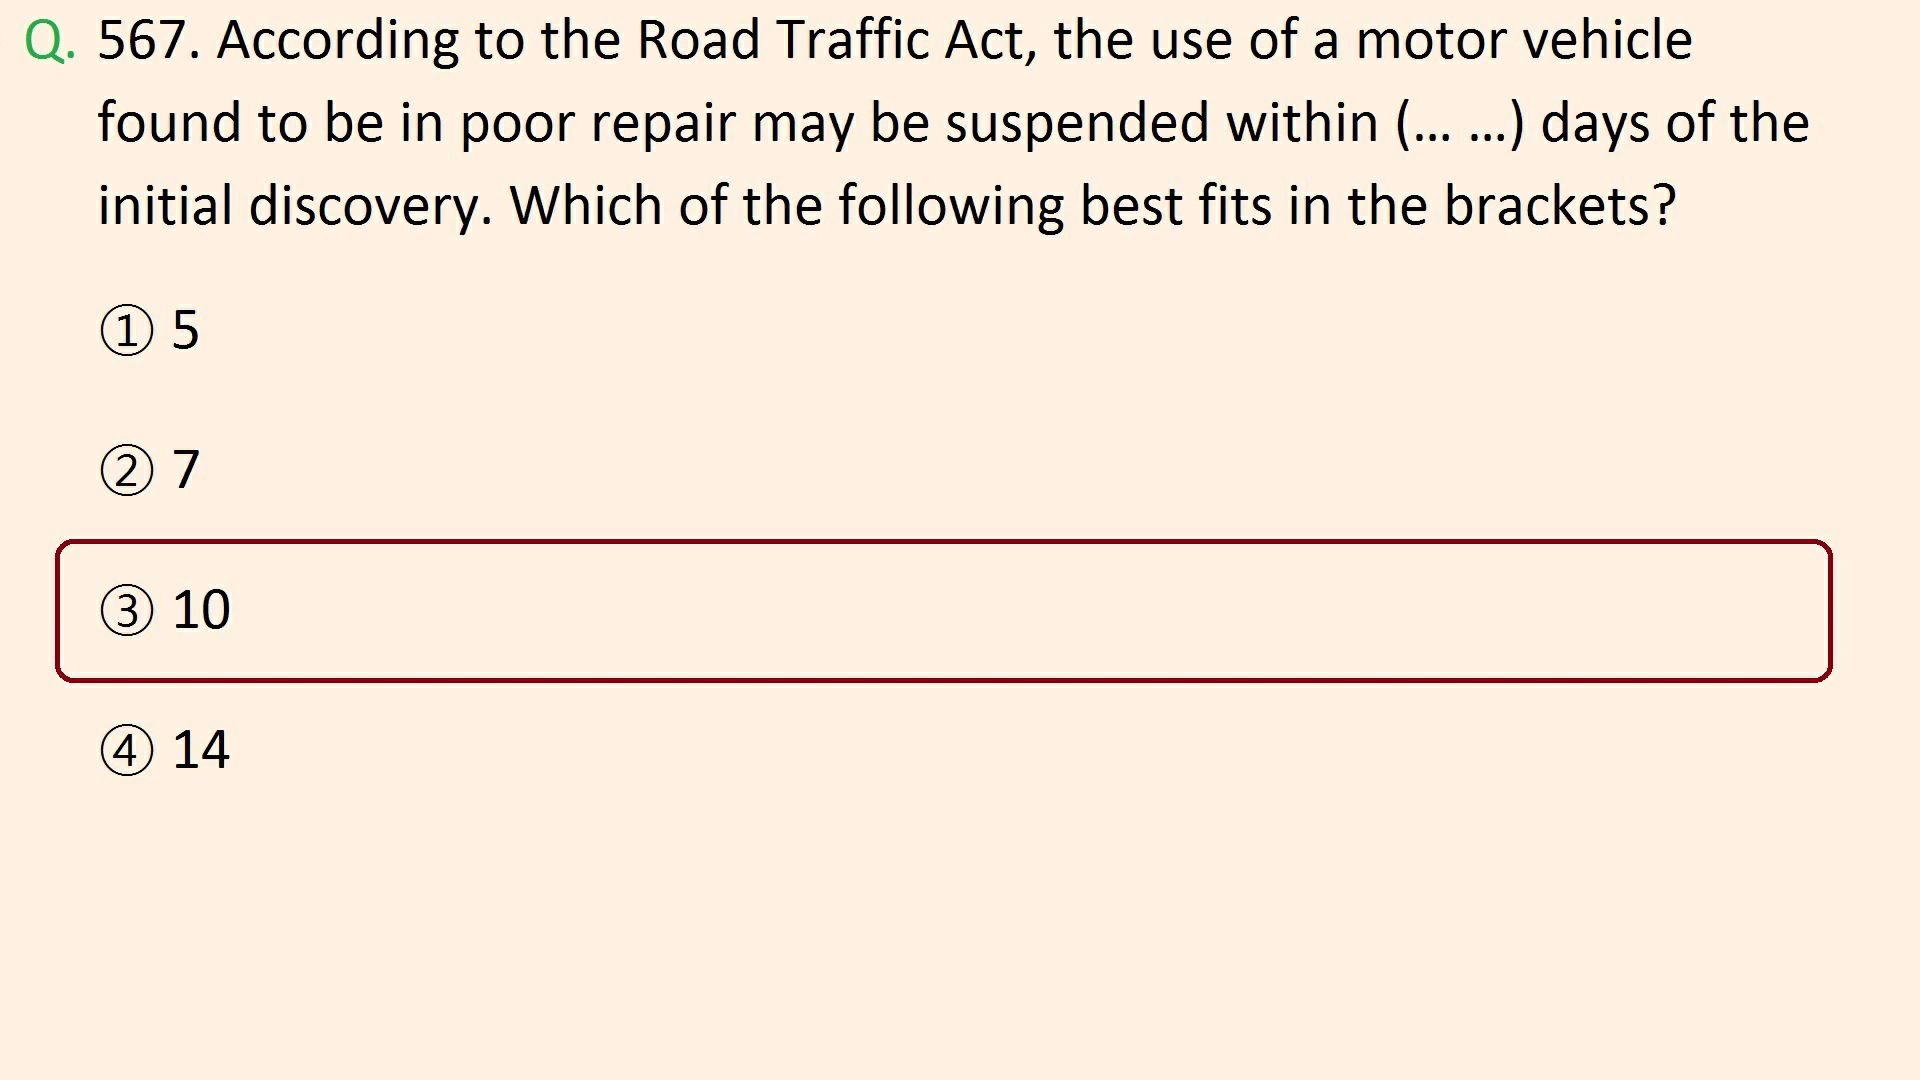 Q. 567. According to the Road Traffic Act, the use of a motor vehicle
found to be in poor repair may be suspended within (... ...) days of the
initial discovery. Which of the following best fits in the brackets?
① 5
② 7
③ 10
④ 14